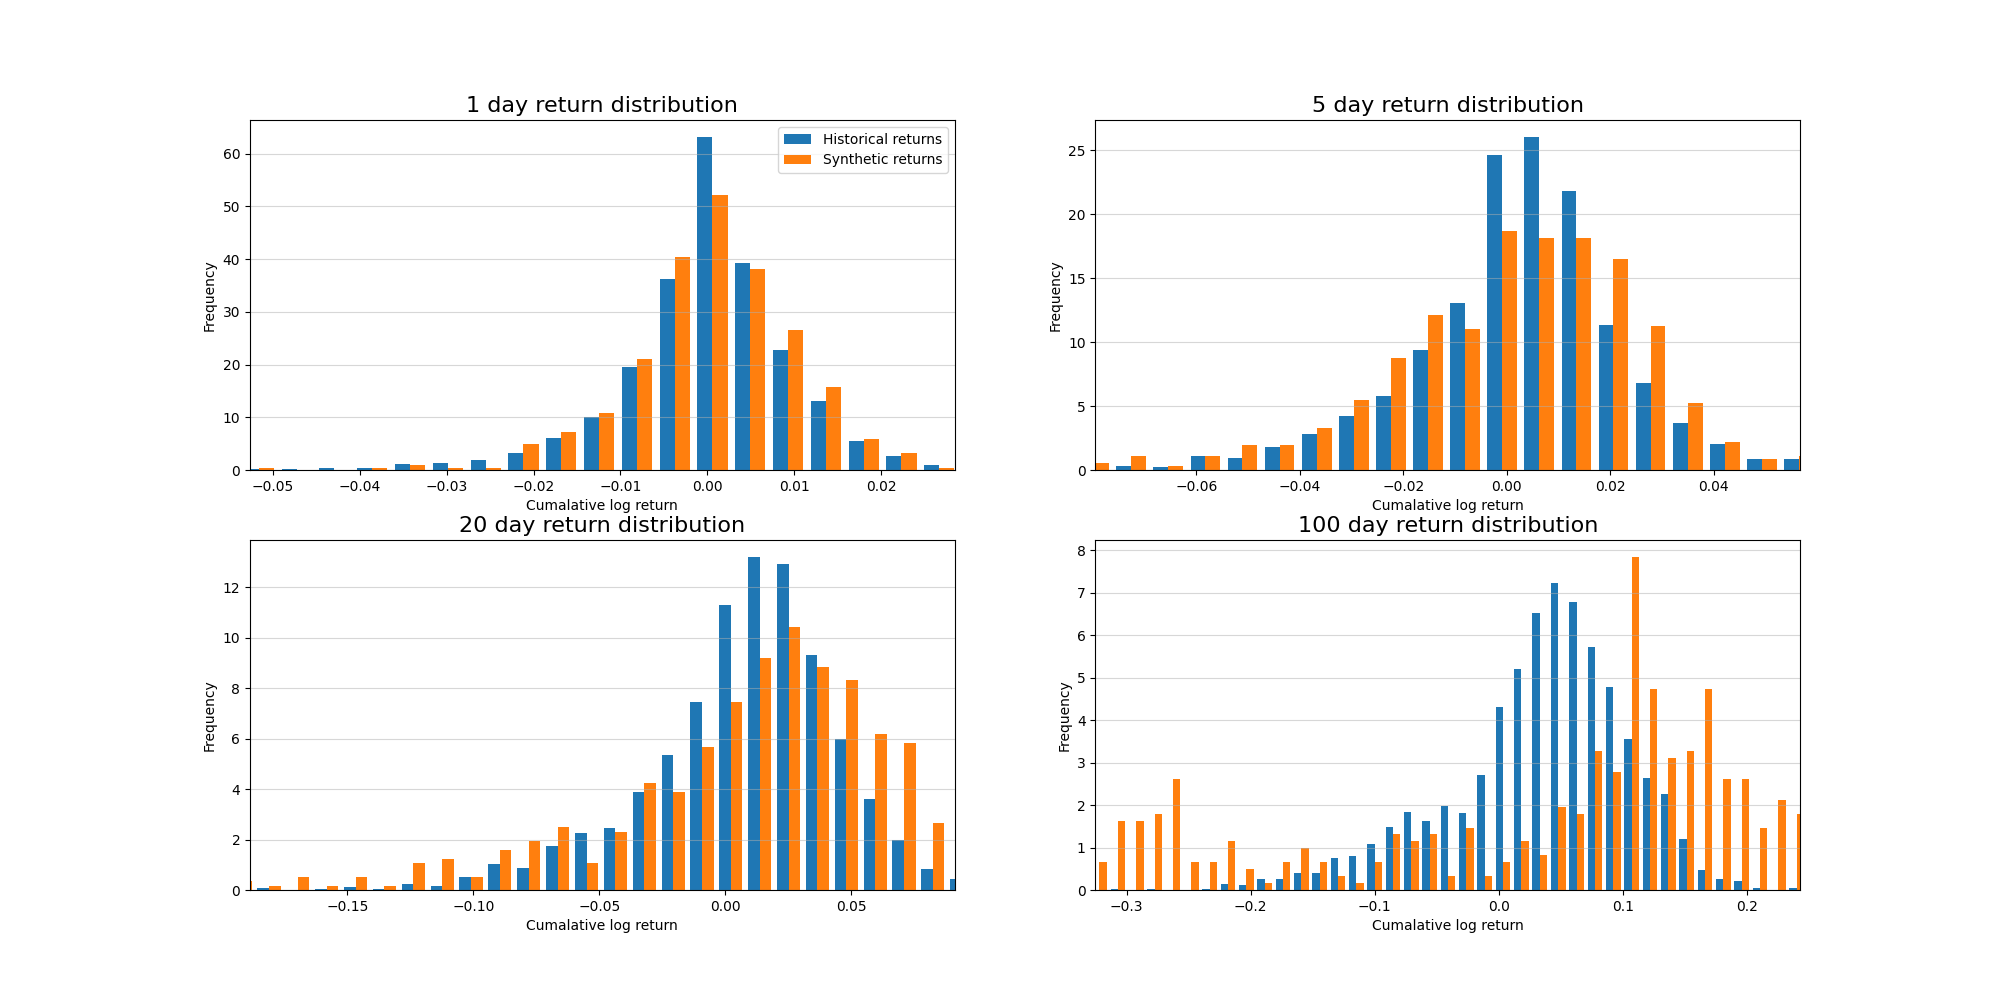 1 day return distribution
Historical returns
Synthetic returns
60
50
40
30
20
10
0
Frequency
−0.05 −0.04 −0.03 −0.02 −0.01 0.00 0.01 0.02
Cumalative log return
5 day return distribution
25
20
15
10
5
0
Frequency
−0.06 −0.04 −0.02 0.00 0.02 0.04
Cumalative log return
20 day return distribution
12
10
8
6
4
2
0
Frequency
−0.15 −0.10 −0.05 0.00 0.05
Cumalative log return
100 day return distribution
8
7
6
5
4
3
2
1
0
Frequency
−0.3 −0.2 −0.1 0.0 0.1 0.2
Cumalative log return